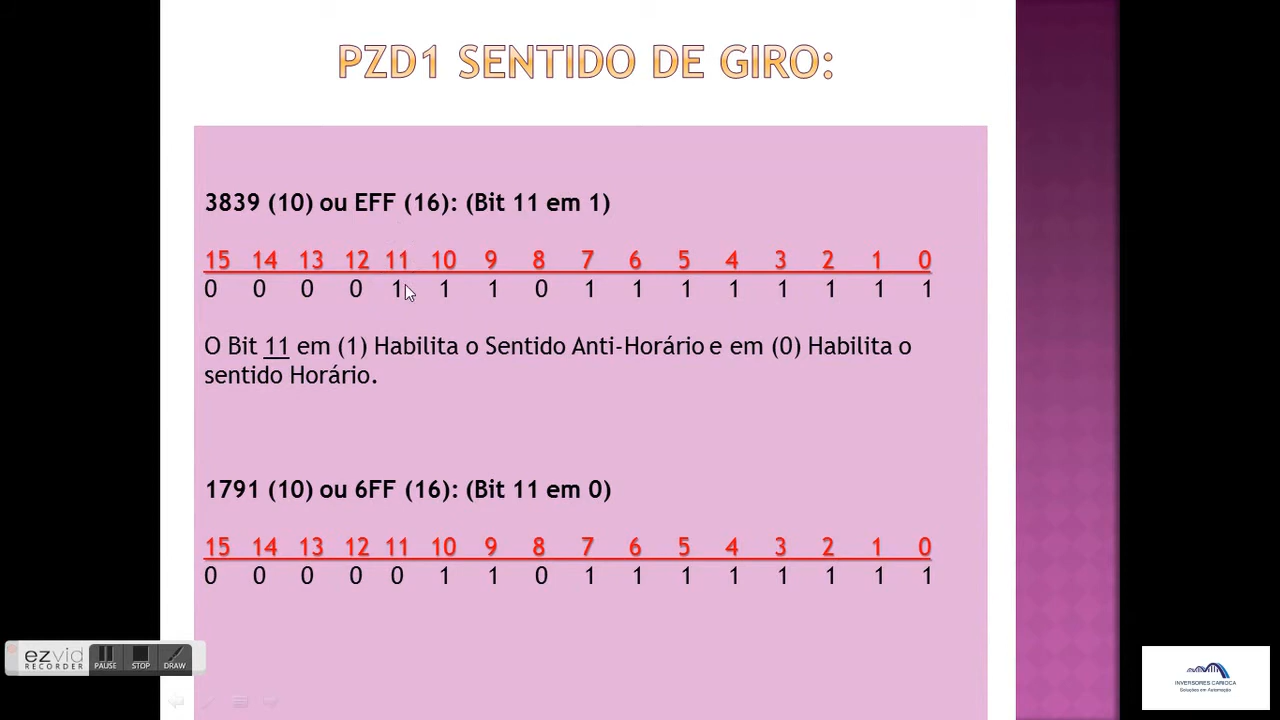 PZD1 SENTIDO DE GIRO:
3839 (10) ou EFF (16): (Bit 11 em 1)
15 14 13 12 11 10 9 8 7 6 5 4 3 2 1 0
0 0 0 0 1 1 1 0 1 1 1 1 1 1 1 1
O Bit 11 em (1) Habilita o Sentido Anti-Horário e em (0) Habilita o
sentido Horário.
1791 (10) ou 6FF (16): (Bit 11 em 0)
15 14 13 12 11 10 9 8 7 6 5 4 3 2 1 0
0 0 0 0 0 1 1 0 1 1 1 1 1 1 1 1
ezvid
RECORDER
PAUSE STOP DRAW
INVERSORES CARIOCA
Soluções em Automação